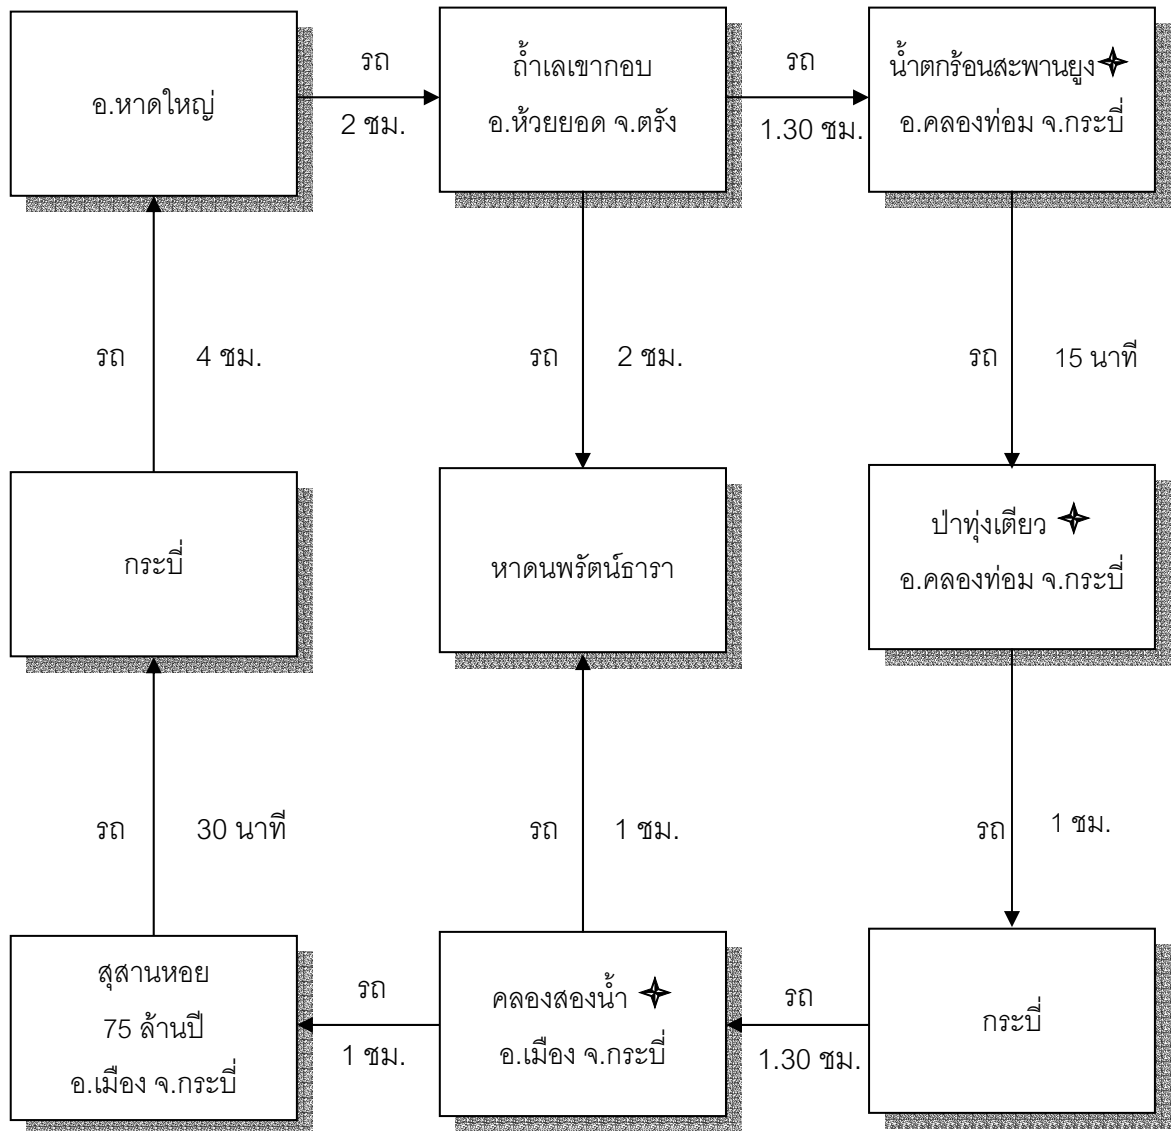 อ.หาดใหญ่
รถ
2 ชม.
ถ้ำเลเขากอบ
อ.ห้วยยอด จ.ตรัง
รถ
1.30 ชม.
น้ำตกร้อนสะพานยูง
อ.คลองท่อม จ.กระบี่
รถ
4 ชม.
รถ
2 ชม.
รถ
15 นาที
กระบี่
หาดนพรัตน์ธารา
ป่าทุ่งเตียว
อ.คลองท่อม จ.กระบี่
รถ
30 นาที
รถ
1 ชม.
รถ
1 ชม.
สุสานหอย
75 ล้านปี
อ.เมือง จ.กระบี่
รถ
1 ชม.
คลองสองน้ำ
อ.เมือง จ.กระบี่
รถ
1.30 ชม.
กระบี่